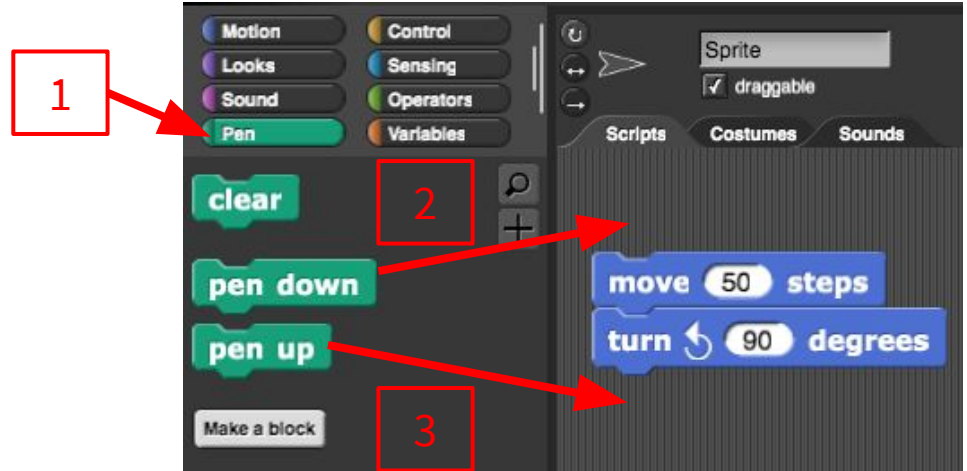 1
Motion Control
Looks Sensing
Sound Operators
Pen Variables
Sprite
draggable
Scripts Costumes Sounds
clear
2
pen down
pen up
move 50 steps
turn 90 degrees
Make a block
3